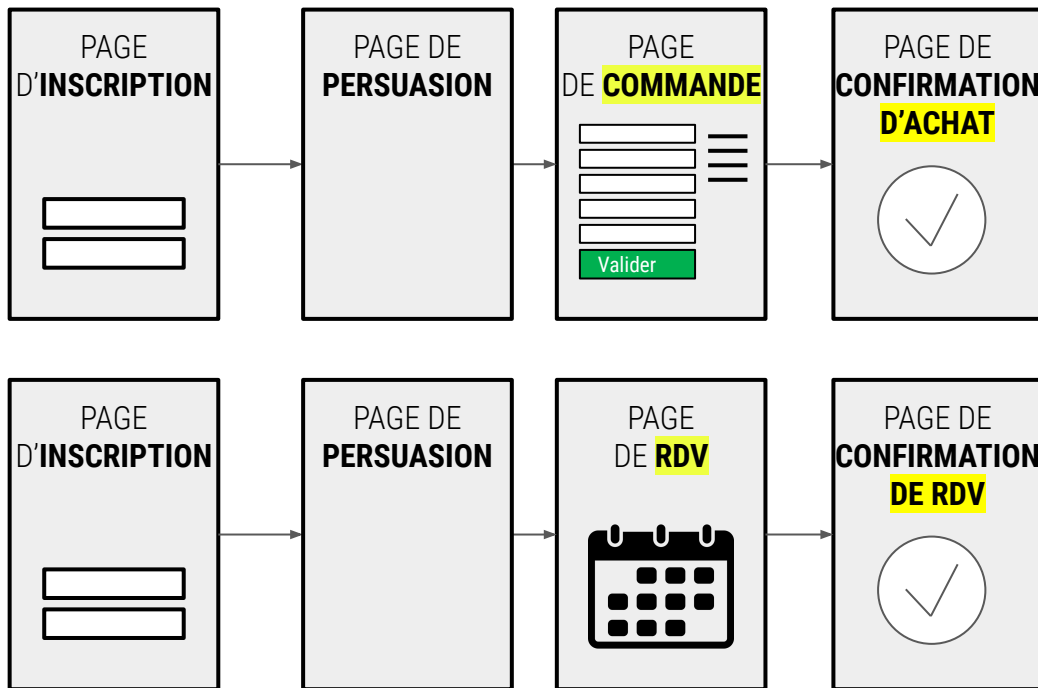 PAGE
D’INSCRIPTION
PAGE DE
PERSUASION
PAGE
DE COMMANDE
Valider
PAGE DE
CONFIRMATION
D’ACHAT
PAGE
D’INSCRIPTION
PAGE DE
PERSUASION
PAGE
DE RDV
PAGE DE
CONFIRMATION
DE RDV